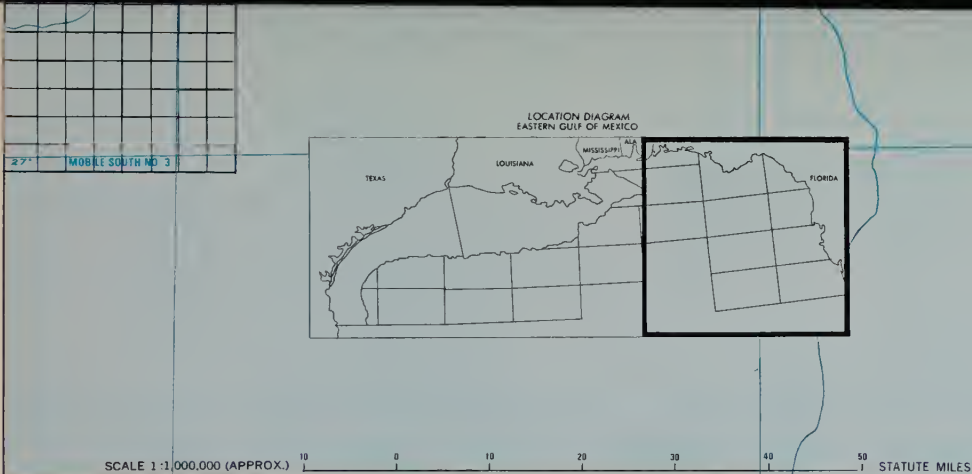 LOCATION DIAGRAM
EASTERN GULF OF MEXICO
27° MOBILE SOUTH NO 3
TEXAS
LOUISIANA
MISSISSIPPI
ALA
FLORIDA
SCALE 1:1,000,000 (APPROX.)
10 0 10 20 30 40 50 STATUTE MILES